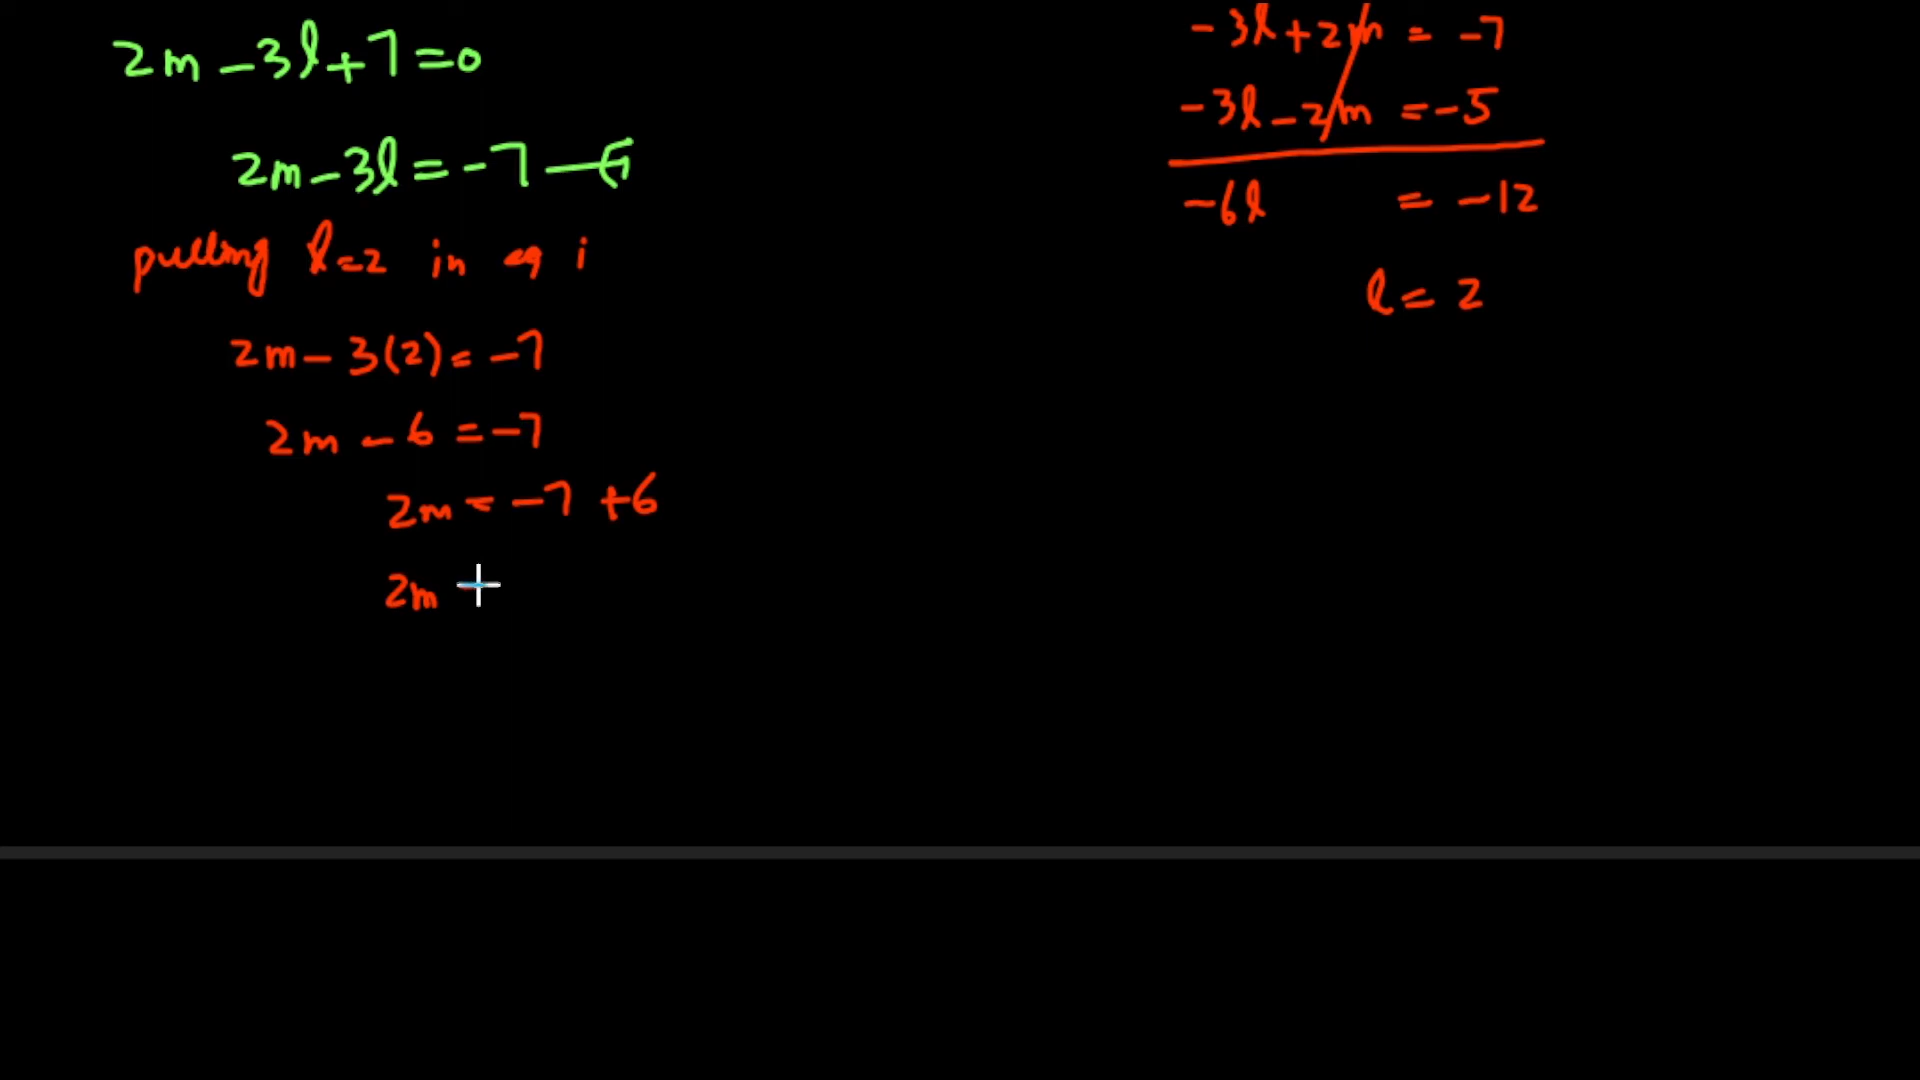 2m - 3l + 7 = 0
2m - 3l = -7 — (i
putting l = 2 in eq i
2m - 3(2) = -7
2m - 6 = -7
2m = -7 + 6
2m
-3l + 2m = -7
-3l - 2m = -5
-6l = -12
l = 2